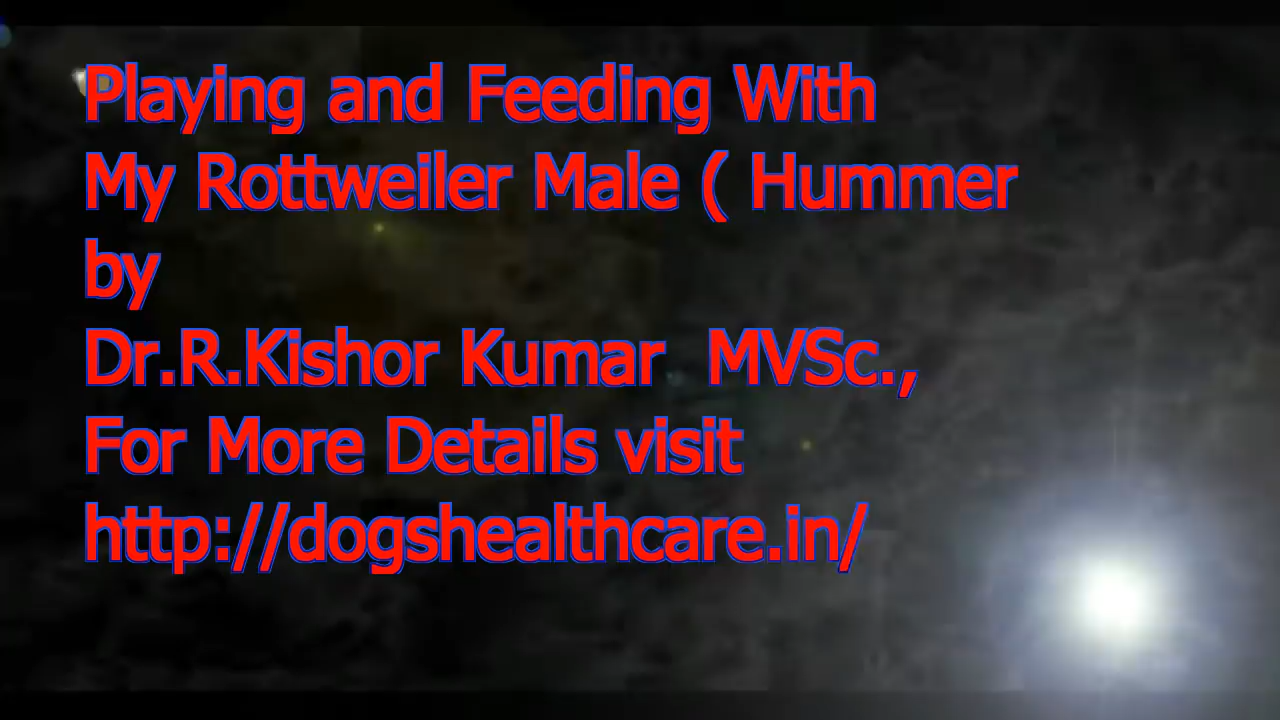 Playing and Feeding With
My Rottweiler Male ( Hummer
by
Dr.R.Kishor Kumar  MVSc.,
For More Details visit
http://dogshealthcare.in/